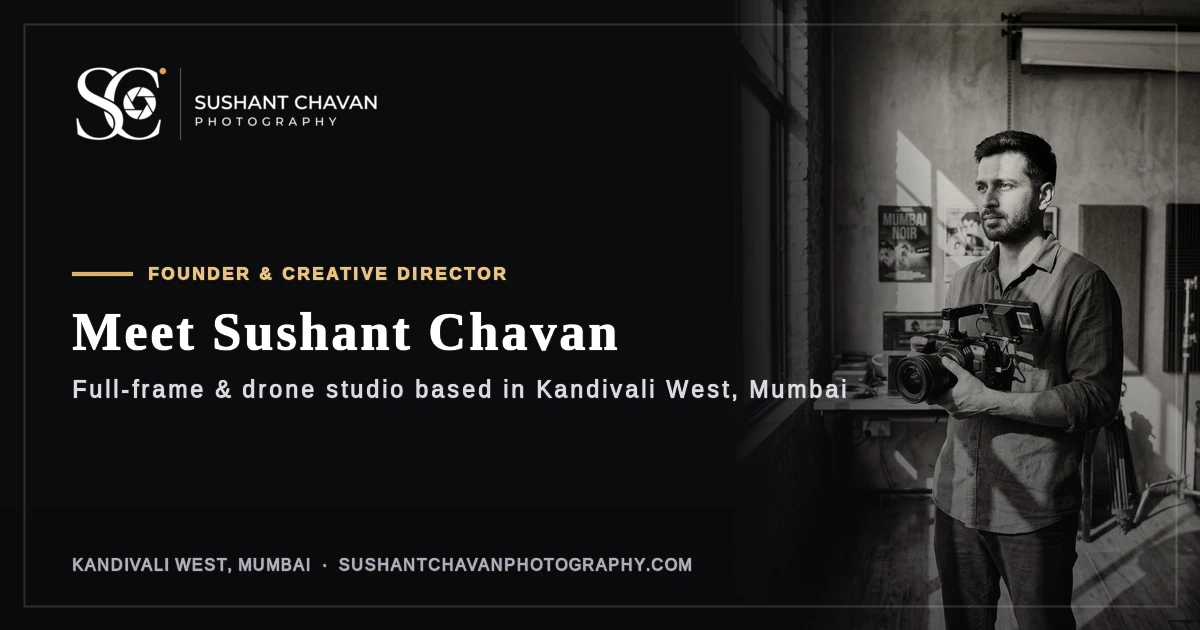 SC
SUSHANT CHAVAN
PHOTOGRAPHY
FOUNDER & CREATIVE DIRECTOR
Meet Sushant Chavan
Full-frame & drone studio based in Kandivali West, Mumbai
KANDIVALI WEST, MUMBAI · SUSHANTCHAVANPHOTOGRAPHY.COM
MUMBAI
NOIR